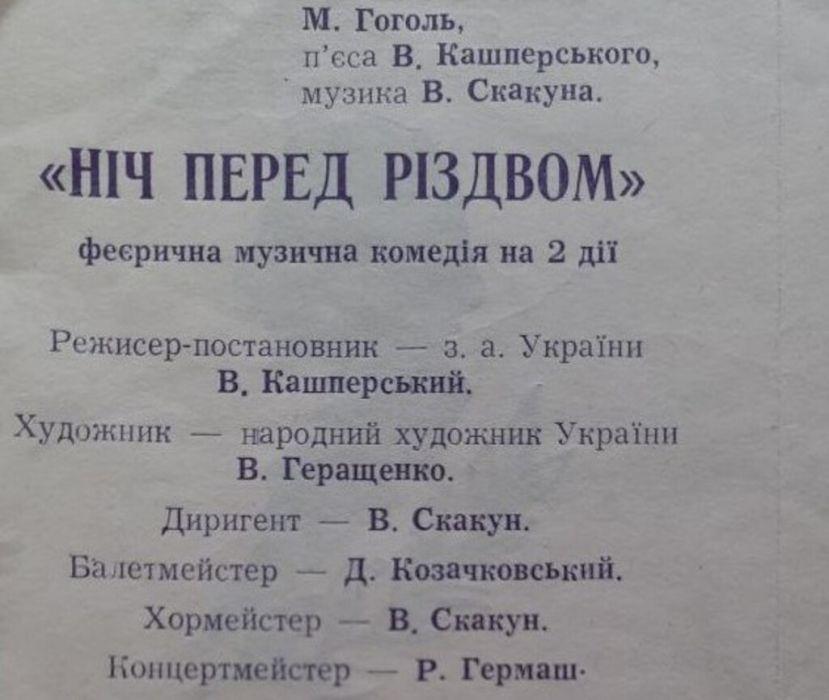 М. Гоголь,
п'єса В. Кашперського,
музика В. Скакуна.
«НІЧ ПЕРЕД РІЗДВОМ»
феєрична музична комедія на 2 дії
Режисер-постановник — з. а. України
В. Кашперський.
Художник — народний художник України
В. Геращенко.
Диригент — В. Скакун.
Балетмейстер — Д. Козачковський.
Хормейстер — В. Скакун.
Концертмейстер — Р. Гермаш.